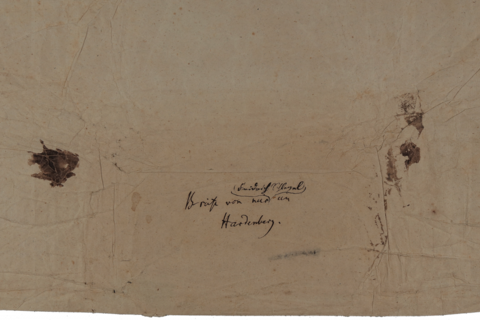 (Friedrich Schlegel)
Briefe von und an
Hardenberg.